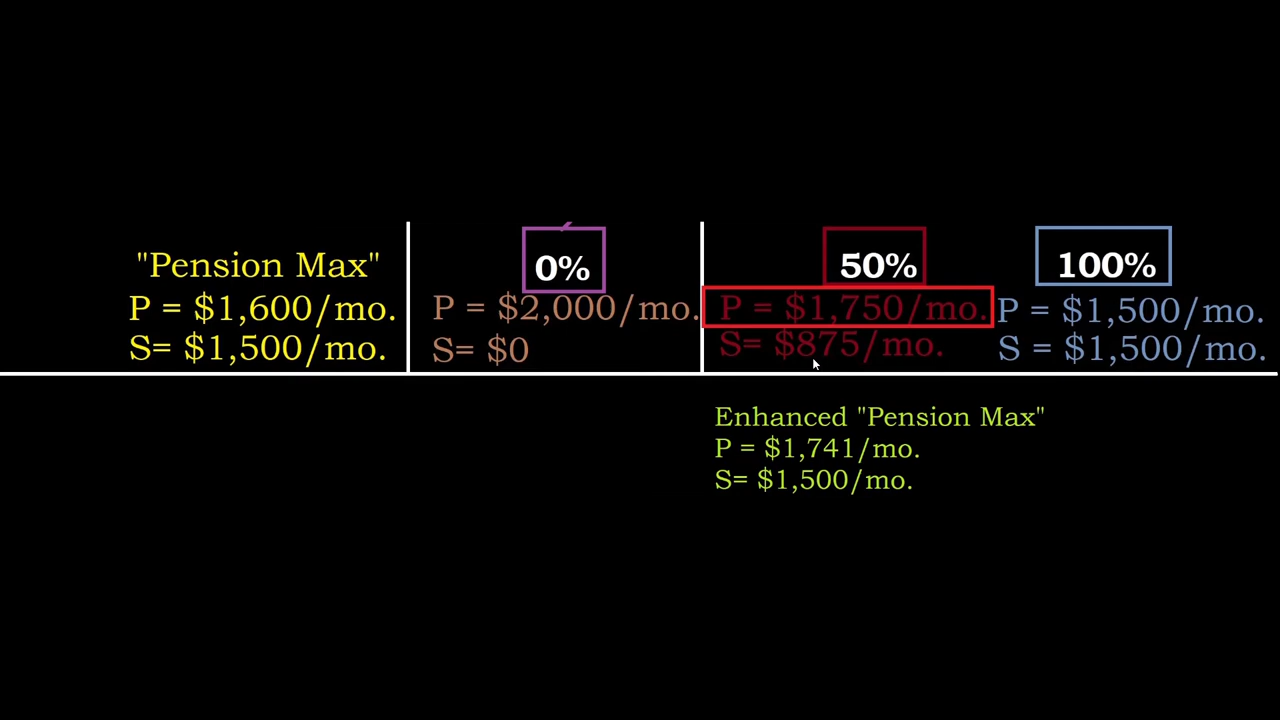 "Pension Max"
P = $1,600/mo.
S= $1,500/mo.
0%
P = $2,000/mo.
S= $0
50%
P = $1,750/mo.
S= $875/mo.
100%
P = $1,500/mo.
S = $1,500/mo.
Enhanced "Pension Max"
P = $1,741/mo.
S= $1,500/mo.